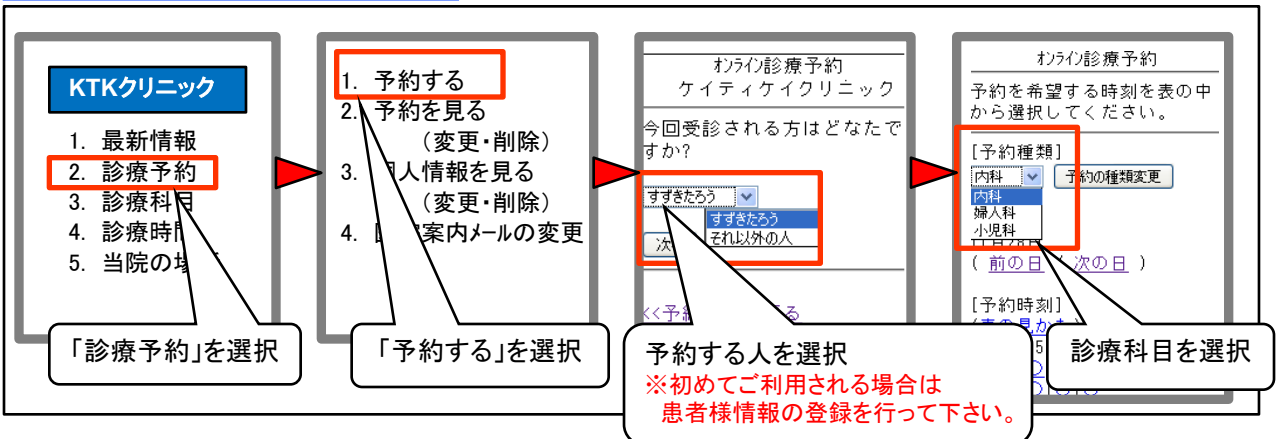 KTKクリニック
1. 最新情報
2. 診療予約
3. 診療科目
4. 診療時
5. 当院の
「診療予約」を選択
1. 予約する
2. 予約を見る
（変更・削除）
3. 人情報を見る
（変更・削除）
4. 案内メールの変更
「予約する」を選択
オンライン診療予約
ケイティケイクリニック
今回受診される方はどなたで
すか?
すずきたろう
すずきたろう
それ以外の人
次
<<予
る
予約する人を選択
※初めてご利用される場合は
患者様情報の登録を行って下さい。
オンライン診療予約
予約を希望する時刻を表の中
から選択してください。
[予約種類]
内科 予約の種類変更
内科
婦人科
小児科
11月28日
( 前の日 / 次の日 )
[予約時刻]
診療科目を選択